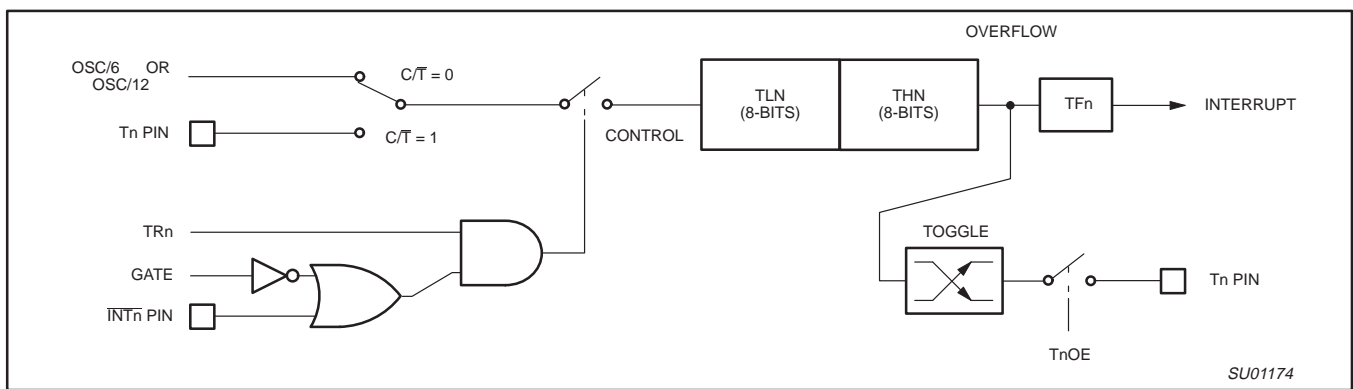 OVERFLOW
OSC/6 OR
OSC/12
C/T̅ = 0
TLN
(8-BITS)
THN
(8-BITS)
TFn
INTERRUPT
Tn PIN
C/T̅ = 1
CONTROL
TRn
TOGGLE
GATE
Tn PIN
I̅N̅T̅n̅ PIN
TnOE
SU01174